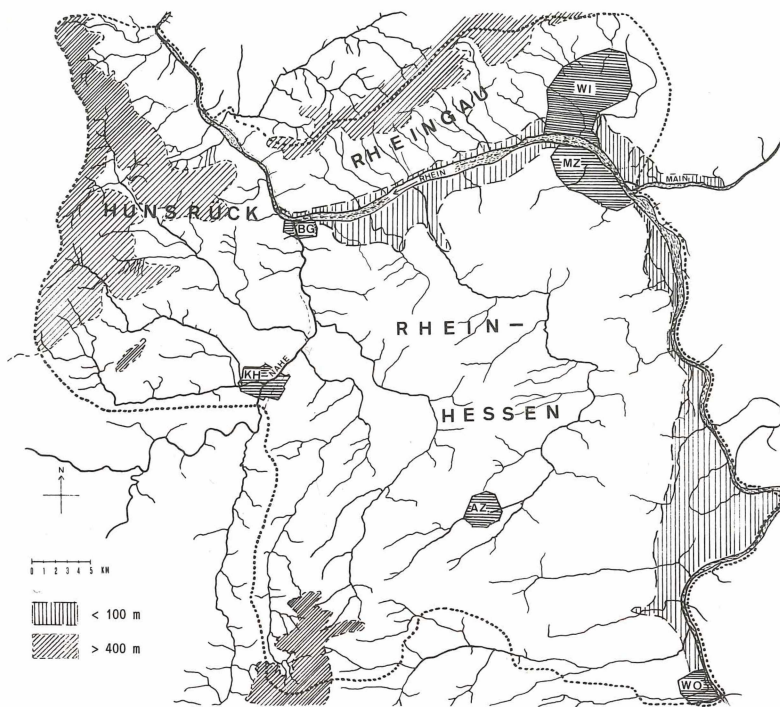 WI
RHEINGAU
RHEIN
MZ
MAIN
HUNSRÜCK
BG
RHEIN–
NAHE
KH
HESSEN
N
AZ
0 1 2 3 4 5 KM
< 100 m
> 400 m
WO